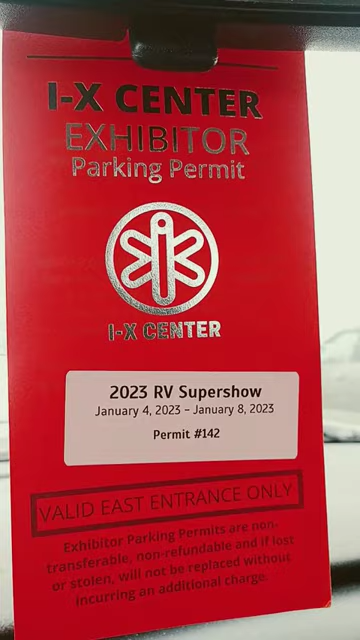 I-X CENTER
EXHIBITOR
Parking Permit
I-X CENTER
2023 RV Supershow
January 4, 2023 – January 8, 2023
Permit #142
VALID EAST ENTRANCE ONLY
Exhibitor Parking Permits are non-
transferable, non-refundable and if lost
or stolen, will not be replaced without
incurring an additional charge.